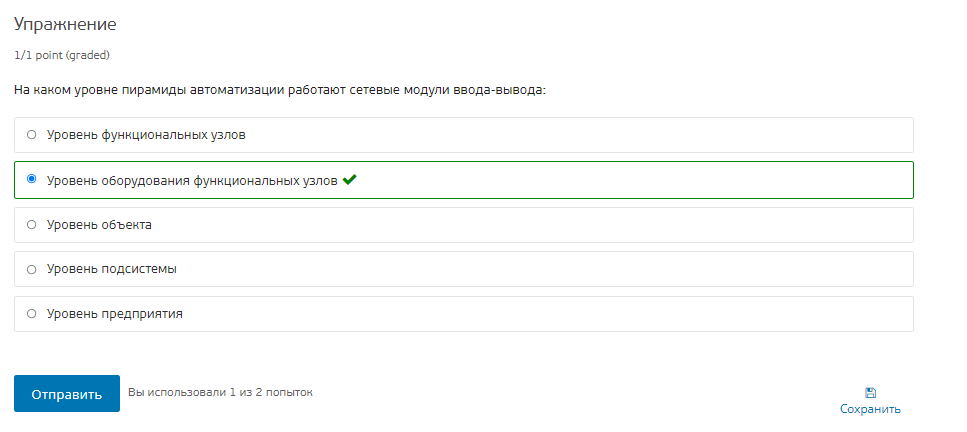 Упражнение
1/1 point (graded)
На каком уровне пирамиды автоматизации работают сетевые модули ввода-вывода:
Уровень функциональных узлов
Уровень оборудования функциональных узлов
Уровень объекта
Уровень подсистемы
Уровень предприятия
Отправить
Вы использовали 1 из 2 попыток
Сохранить